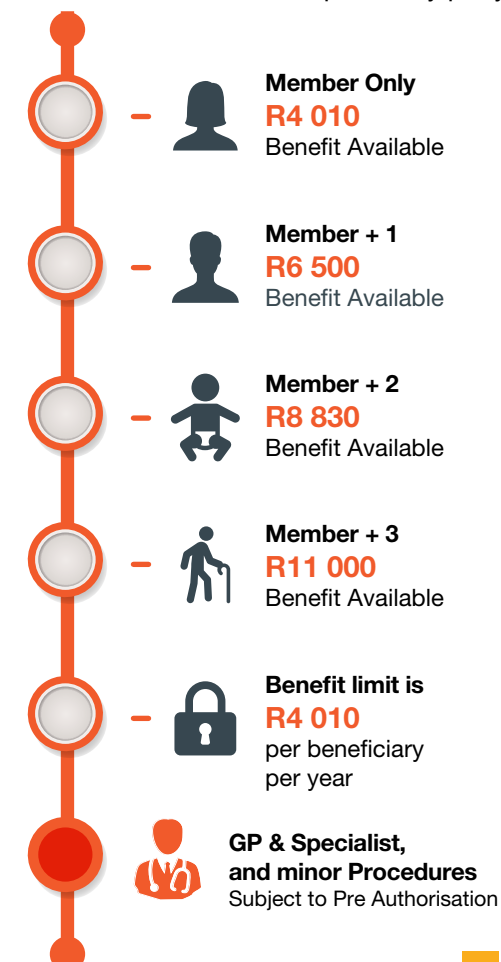 Member Only
R4 010
Benefit Available
Member + 1
R6 500
Benefit Available
Member + 2
R8 830
Benefit Available
Member + 3
R11 000
Benefit Available
Benefit limit is
R4 010
per beneficiary
per year
GP & Specialist,
and minor Procedures
Subject to Pre Authorisation